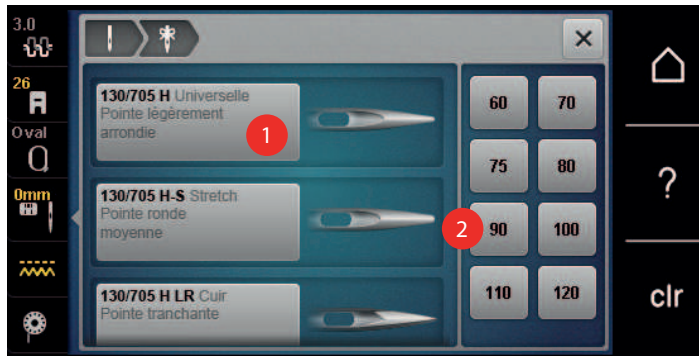 3.0
26
Oval
0mm
130/705 H Universelle
Pointe légèrement
arrondie
1
130/705 H-S Stretch
Pointe ronde
moyenne
130/705 H LR Cuir
Pointe tranchante
60 70
75 80
2
90 100
110 120
?
clr